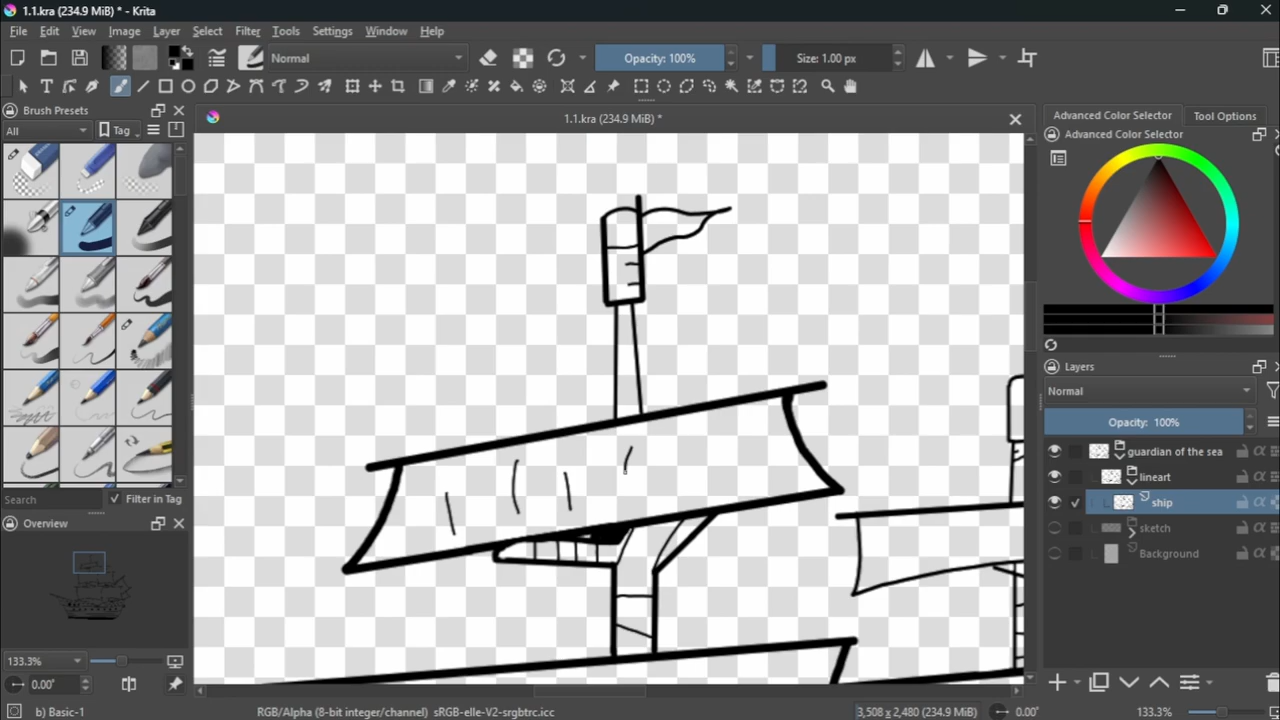 1.1.kra (234.9 MiB) * - Krita
File Edit View Image Layer Select Filter Tools Settings Window Help
Normal Opacity: 100% Size: 1.00 px
Brush Presets
1.1.kra (234.9 MiB) *
Advanced Color Selector Tool Options
All Tag
Advanced Color Selector
Layers
Normal
Opacity: 100%
guardian of the sea
lineart
Search Filter in Tag
ship
Overview
sketch
Background
133.3%
0.00°
b) Basic-1 RGB/Alpha (8-bit integer/channel) sRGB-elle-V2-srgbtrc.icc 3,508 x 2,480 (234.9 MiB) 0.00° 133.3%